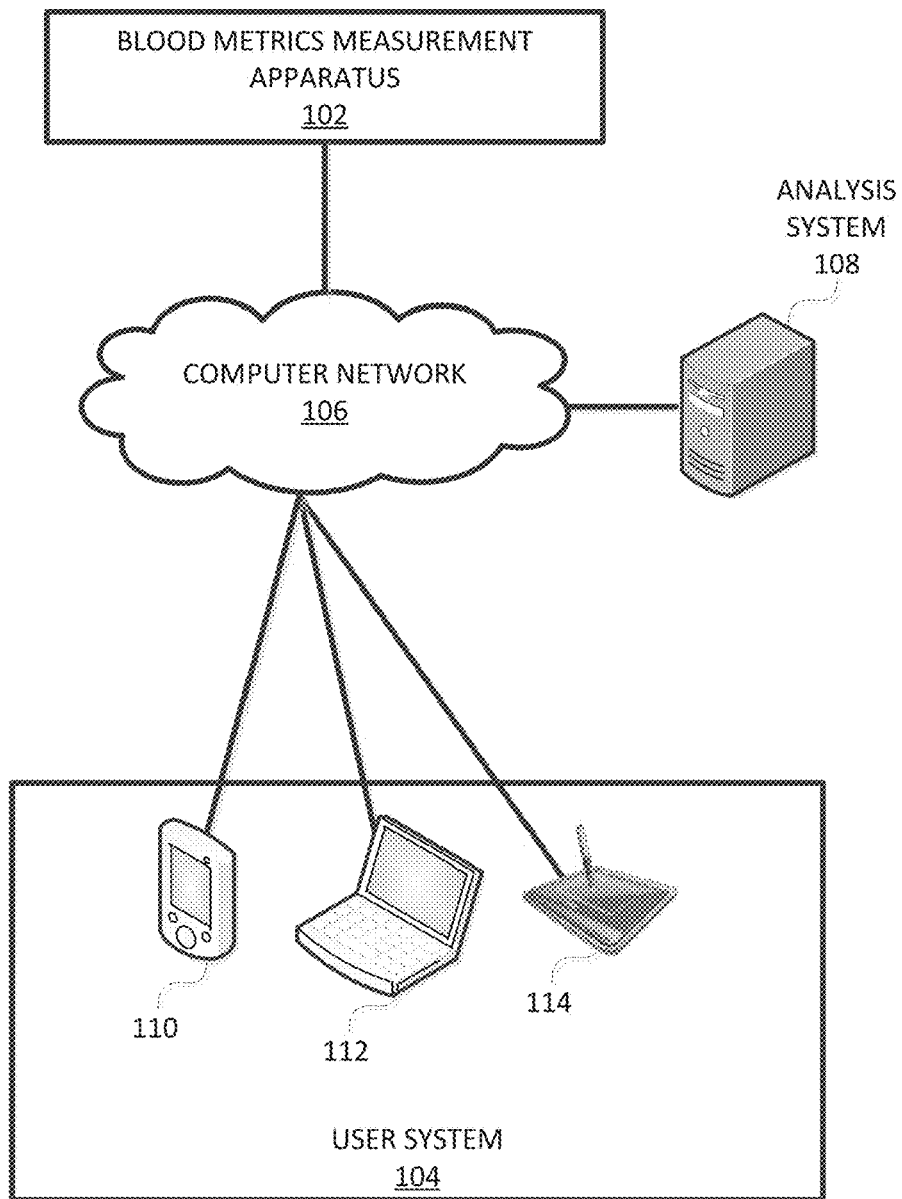 BLOOD METRICS MEASUREMENT
APPARATUS
102
ANALYSIS
SYSTEM
108
COMPUTER NETWORK
106
110
112
114
USER SYSTEM
104